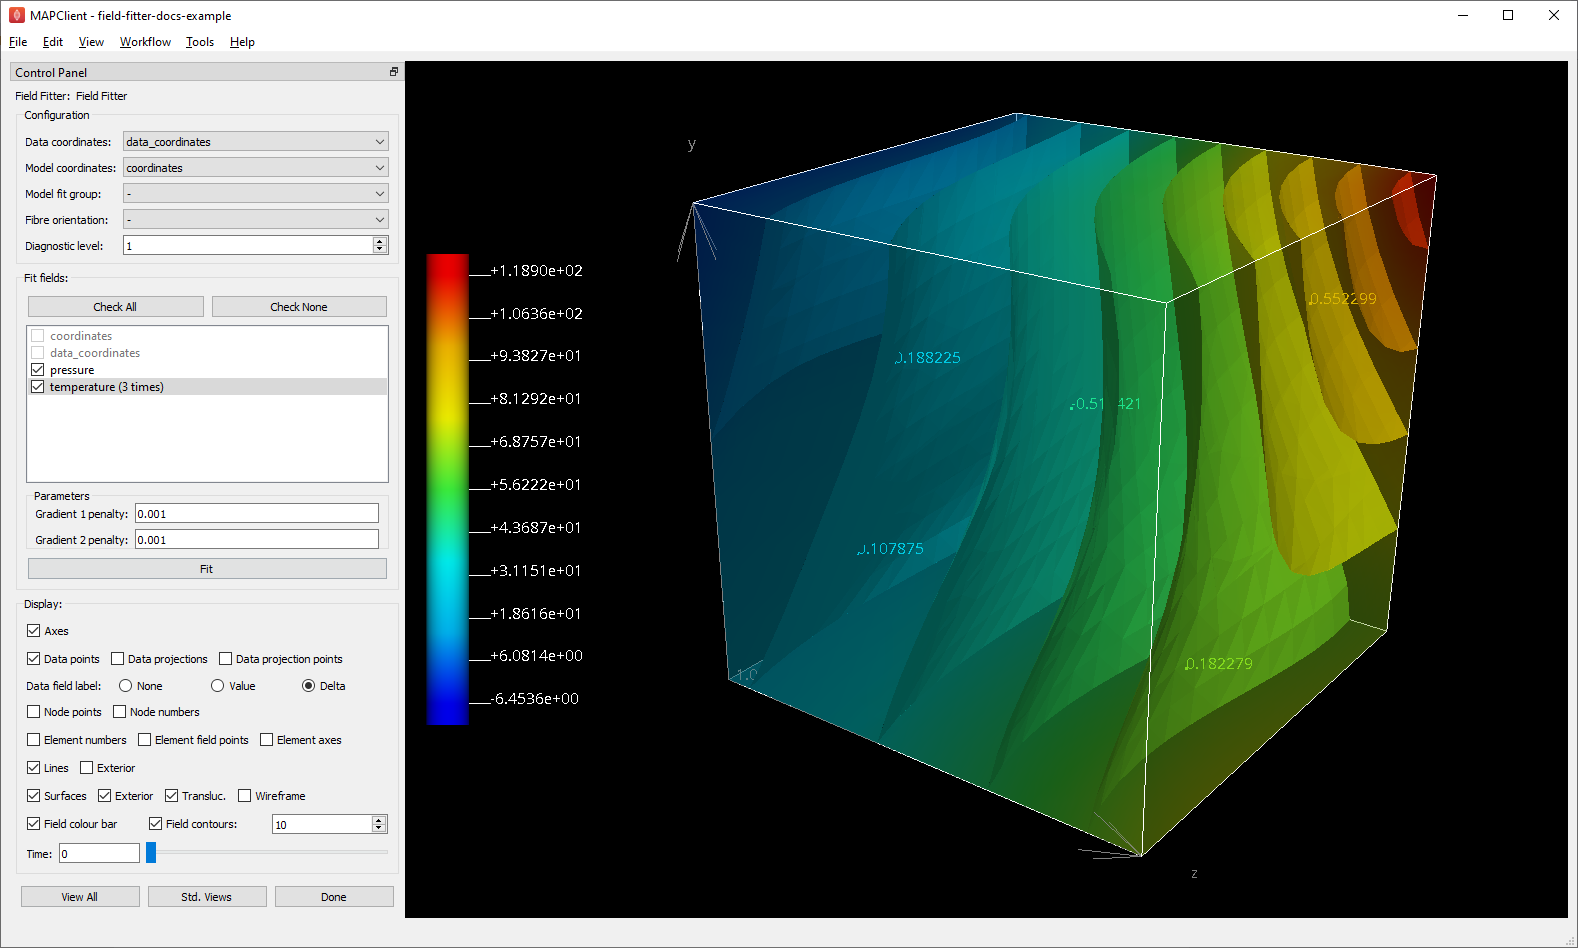 MAPClient - field-fitter-docs-example
File Edit View Workflow Tools Help
Control Panel
Field Fitter: Field Fitter
Configuration
Data coordinates: data_coordinates
Model coordinates: coordinates
Model fit group: -
Fibre orientation: -
Diagnostic level: 1
Fit fields:
Check All Check None
coordinates
data_coordinates
pressure
temperature (3 times)
Parameters
Gradient 1 penalty: 0.001
Gradient 2 penalty: 0.001
Fit
Display:
Axes
Data points Data projections Data projection points
Data field label: None Value Delta
Node points Node numbers
Element numbers Element field points Element axes
Lines Exterior
Surfaces Exterior Transluc. Wireframe
Field colour bar Field contours: 10
Time: 0
View All Std. Views Done
+1.1890e+02
+1.0636e+02
+9.3827e+01
+8.1292e+01
+6.8757e+01
+5.6222e+01
+4.3687e+01
+3.1151e+01
+1.8616e+01
+6.0814e+00
-6.4536e+00
y
0.552299
0.188225
0.107875
0.182279
1.0
z